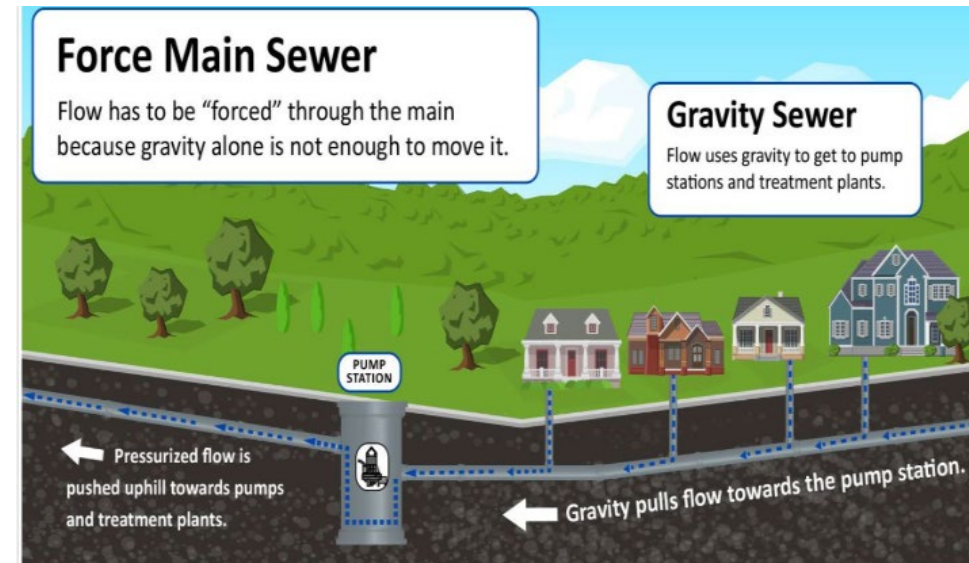 Force Main Sewer
Flow has to be “forced” through the main
because gravity alone is not enough to move it.
Gravity Sewer
Flow uses gravity to get to pump
stations and treatment plants.
PUMP
STATION
Pressurized flow is
pushed uphill towards pumps
and treatment plants.
Gravity pulls flow towards the pump station.